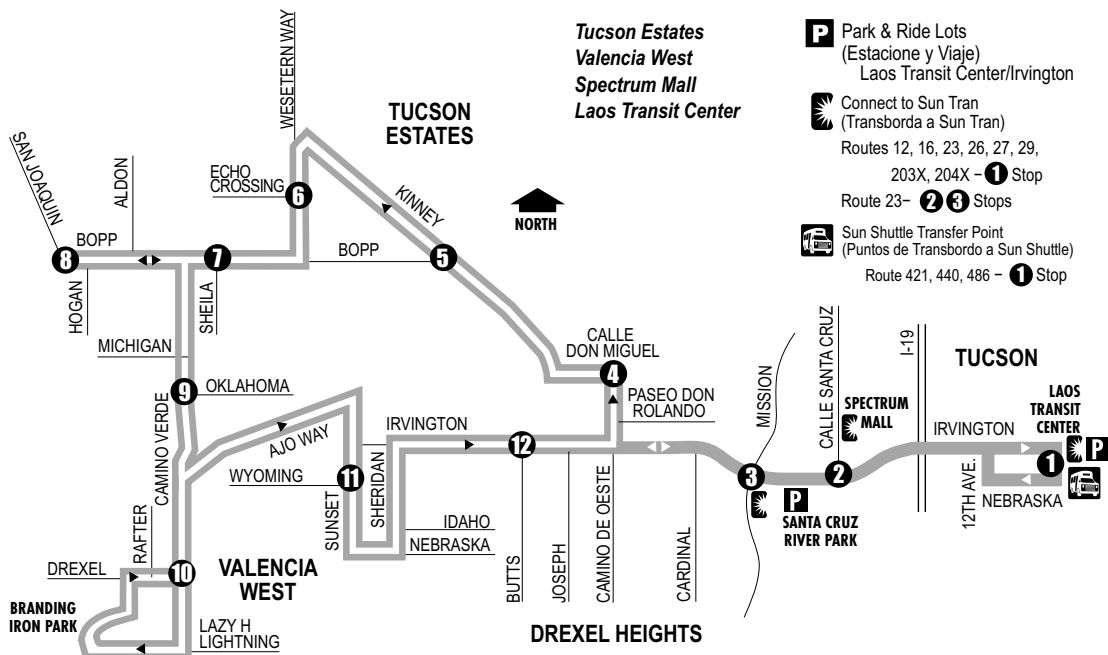 Tucson Estates
Valencia West
Spectrum Mall
Laos Transit Center
P Park & Ride Lots
(Estacione y Viaje)
Laos Transit Center/Irvington
Connect to Sun Tran
(Transborda a Sun Tran)
Routes 12, 16, 23, 26, 27, 29,
203X, 204X – 1 Stop
Route 23– 2 3 Stops
Sun Shuttle Transfer Point
(Puntos de Transbordo a Sun Shuttle)
Route 421, 440, 486 – 1 Stop
WESETERN WAY
TUCSON
ESTATES
SAN JOAQUIN
ALDON
ECHO
CROSSING
6
KINNEY
NORTH
BOPP
8
7
BOPP
5
HOGAN
SHEILA
MICHIGAN
CALLE
DON MIGUEL
4
9
OKLAHOMA
PASEO DON
ROLANDO
MISSION
CALLE SANTA CRUZ
I-19
TUCSON
SPECTRUM
MALL
LAOS
TRANSIT
CENTER
CAMINO VERDE
AJO WAY
IRVINGTON
12
IRVINGTON
P
1
WYOMING
11
SHERIDAN
SUNSET
3
2
P
SANTA CRUZ
RIVER PARK
12TH AVE.
NEBRASKA
IDAHO
NEBRASKA
RAFTER
DREXEL
10
VALENCIA
WEST
BUTTS
JOSEPH
CAMINO DE OESTE
CARDINAL
BRANDING
IRON PARK
LAZY H
LIGHTNING
DREXEL HEIGHTS